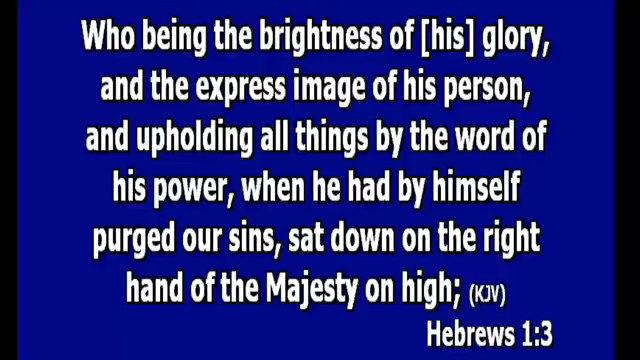 Who being the brightness of [his] glory,
and the express image of his person,
and upholding all things by the word of
his power, when he had by himself
purged our sins, sat down on the right
hand of the Majesty on high; (KJV)
Hebrews 1:3